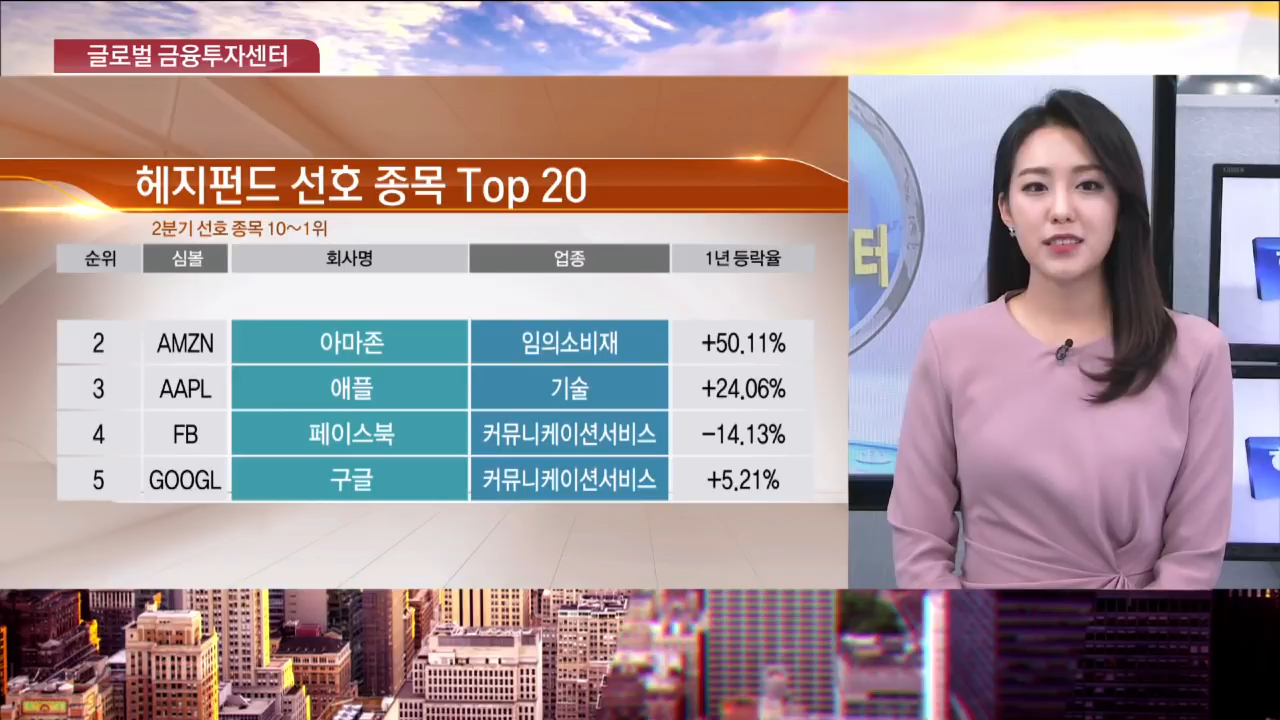 글로벌 금융투자센터
헤지펀드 선호 종목 Top 20
2분기 선호 종목 10~1위
순위 심볼 회사명 업종 1년 등락율
2 AMZN 아마존 임의소비재 +50.11%
3 AAPL 애플 기술 +24.06%
4 FB 페이스북 커뮤니케이션서비스 -14.13%
5 GOOGL 구글 커뮤니케이션서비스 +5.21%
터